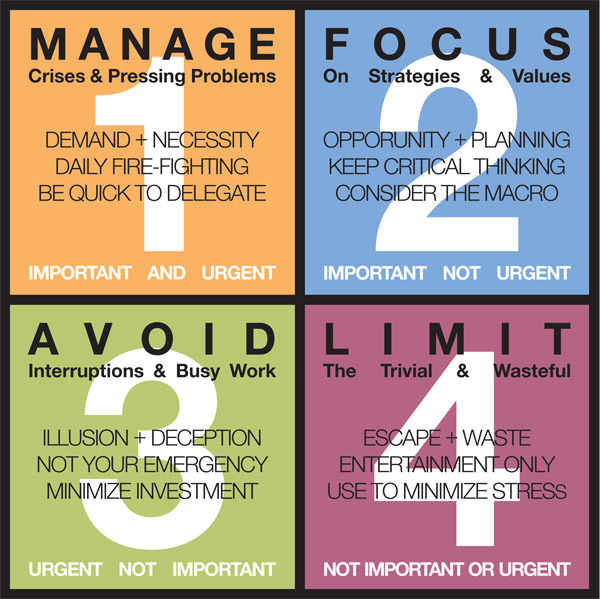 MANAGE
Crises & Pressing Problems
1
DEMAND + NECESSITY
DAILY FIRE-FIGHTING
BE QUICK TO DELEGATE
IMPORTANT AND URGENT
FOCUS
On Strategies & Values
2
OPPORUNITY + PLANNING
KEEP CRITICAL THINKING
CONSIDER THE MACRO
IMPORTANT NOT URGENT
AVOID
Interruptions & Busy Work
3
ILLUSION + DECEPTION
NOT YOUR EMERGENCY
MINIMIZE INVESTMENT
URGENT NOT IMPORTANT
LIMIT
The Trivial & Wasteful
4
ESCAPE + WASTE
ENTERTAINMENT ONLY
USE TO MINIMIZE STRESS
NOT IMPORTANT OR URGENT